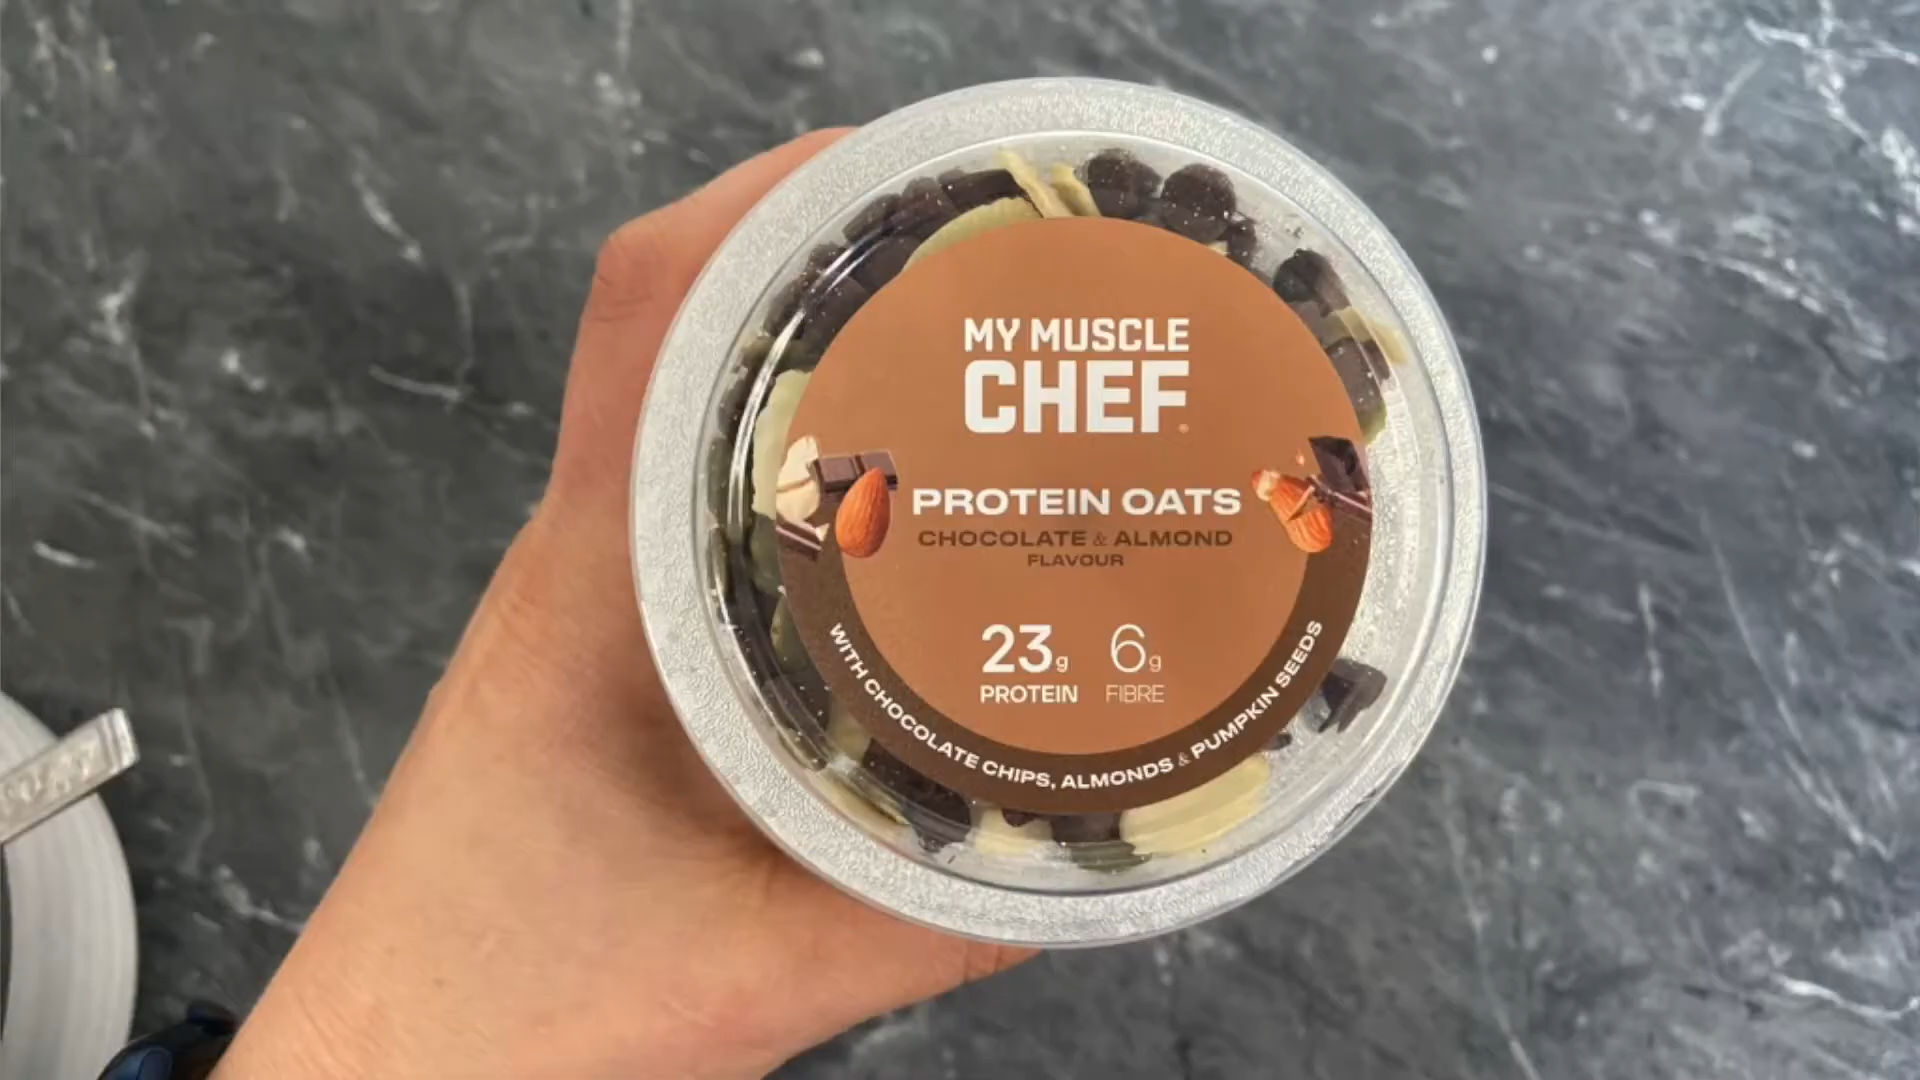 MY MUSCLE
CHEF
PROTEIN OATS
CHOCOLATE & ALMOND
FLAVOUR
23g 6g
PROTEIN FIBRE
WITH CHOCOLATE CHIPS, ALMONDS & PUMPKIN SEEDS